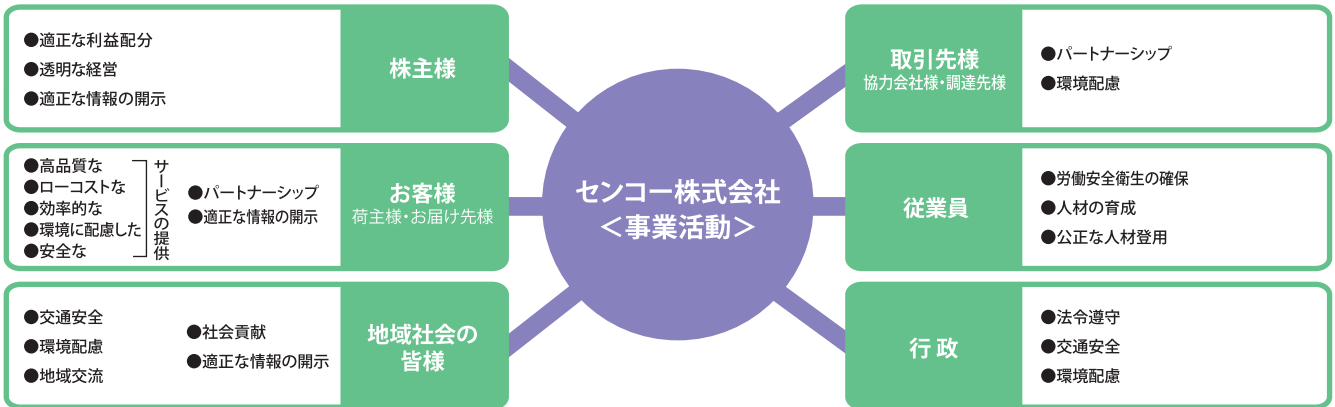 ●適正な利益配分
●透明な経営
●適正な情報の開示
株主様
●高品質な
●ローコストな
●効率的な
●環境に配慮した
●安全な
サービスの提供
●パートナーシップ
●適正な情報の開示
お客様
荷主様・お届け先様
●交通安全
●環境配慮
●地域交流
●社会貢献
●適正な情報の開示
地域社会の
皆様
センコー株式会社
＜事業活動＞
取引先様
協力会社様・調達先様
●パートナーシップ
●環境配慮
従業員
●労働安全衛生の確保
●人材の育成
●公正な人材登用
行政
●法令遵守
●交通安全
●環境配慮